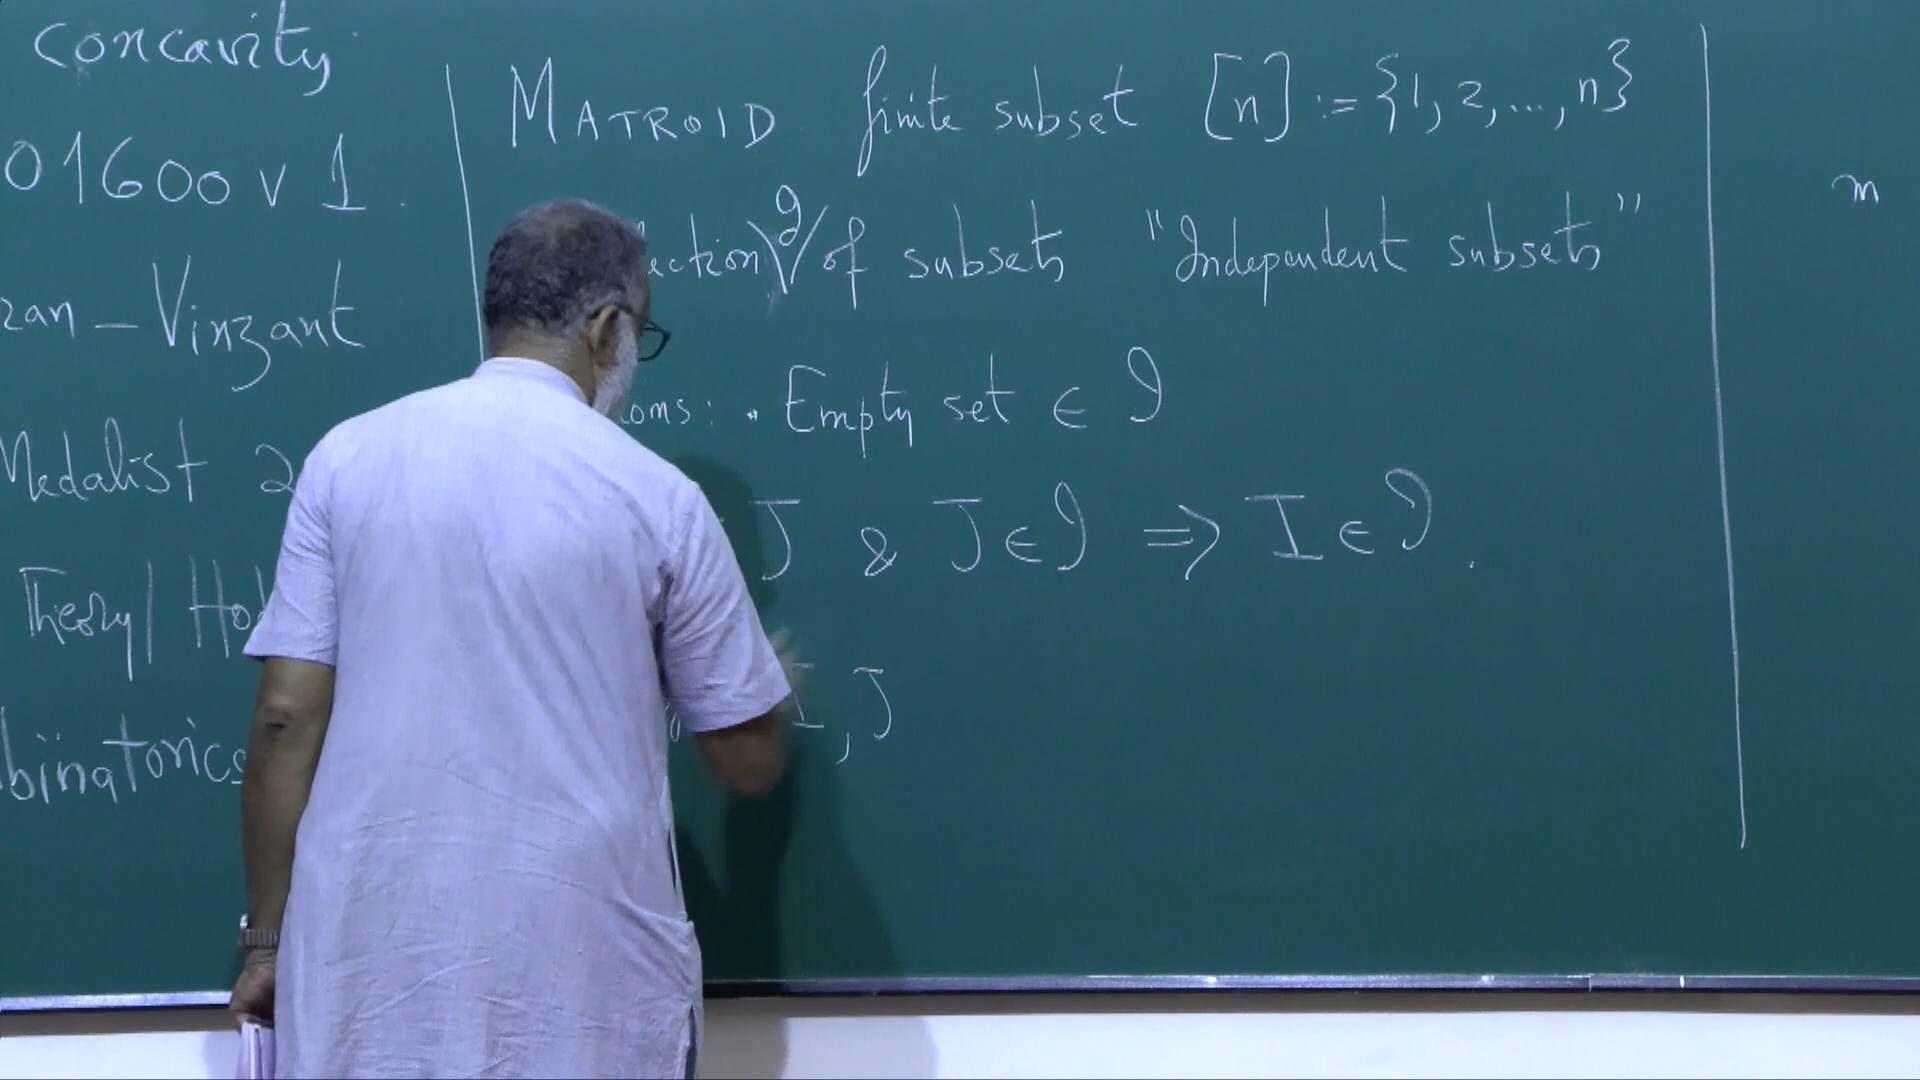 concavity
01600 v 1.
zan – Vinzant
Medalist 2
Theory / Ho
binatorics
MATROID finite subset [n] := {1, 2, ..., n}
ection I of subsets "Independent subsets"
ions: • Empty set ∈ I
J & J ∈ I ⇒ I ∈ I.
I, J
m